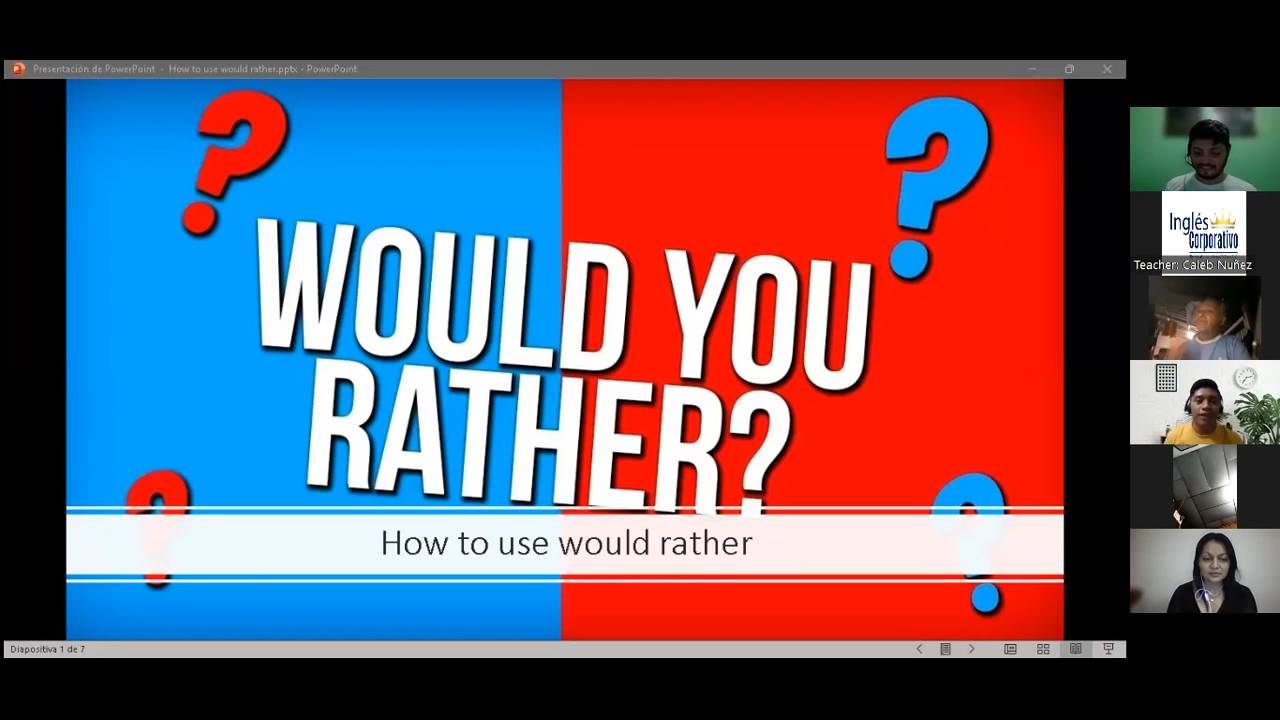 Presentación de PowerPoint - How to use would rather.pptx - PowerPoint
WOULD YOU
RATHER?
How to use would rather
Diapositiva 1 de 7
Inglés
Corporativo
Teacher: Caleb Nuñez